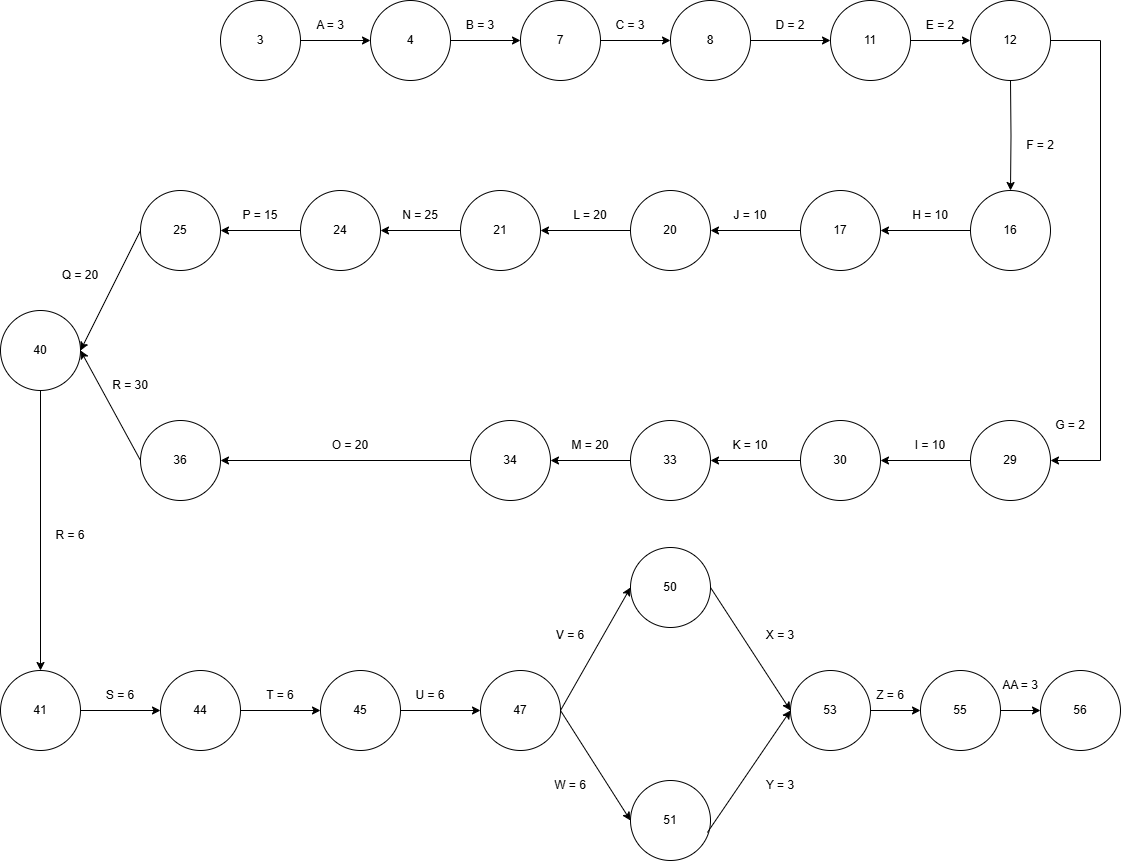 3
A = 3
4
B = 3
7
C = 3
8
D = 2
11
E = 2
12
F = 2
25
P = 15
24
N = 25
21
L = 20
20
J = 10
17
H = 10
16
Q = 20
40
R = 30
36
O = 20
34
M = 20
33
K = 10
30
I = 10
29
G = 2
R = 6
50
V = 6
X = 3
41
S = 6
44
T = 6
45
U = 6
47
53
Z = 6
55
AA = 3
56
W = 6
Y = 3
51